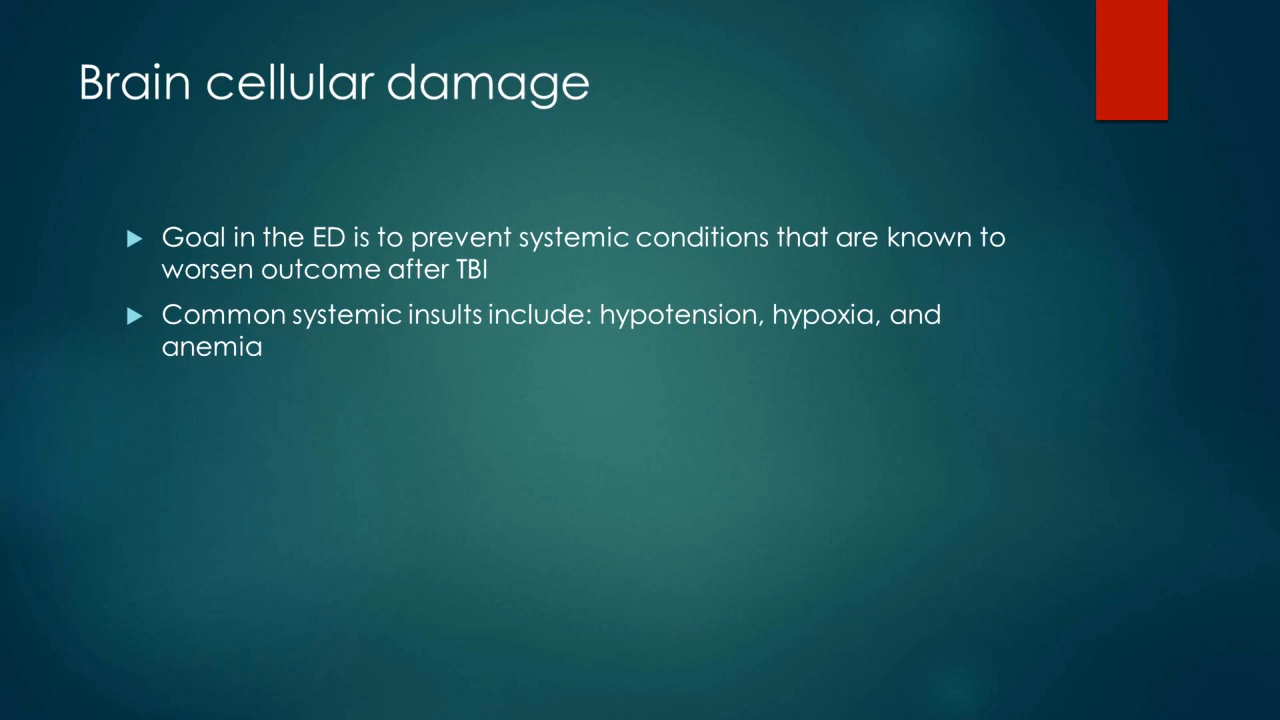 Brain cellular damage
Goal in the ED is to prevent systemic conditions that are known to
worsen outcome after TBI
Common systemic insults include: hypotension, hypoxia, and
anemia